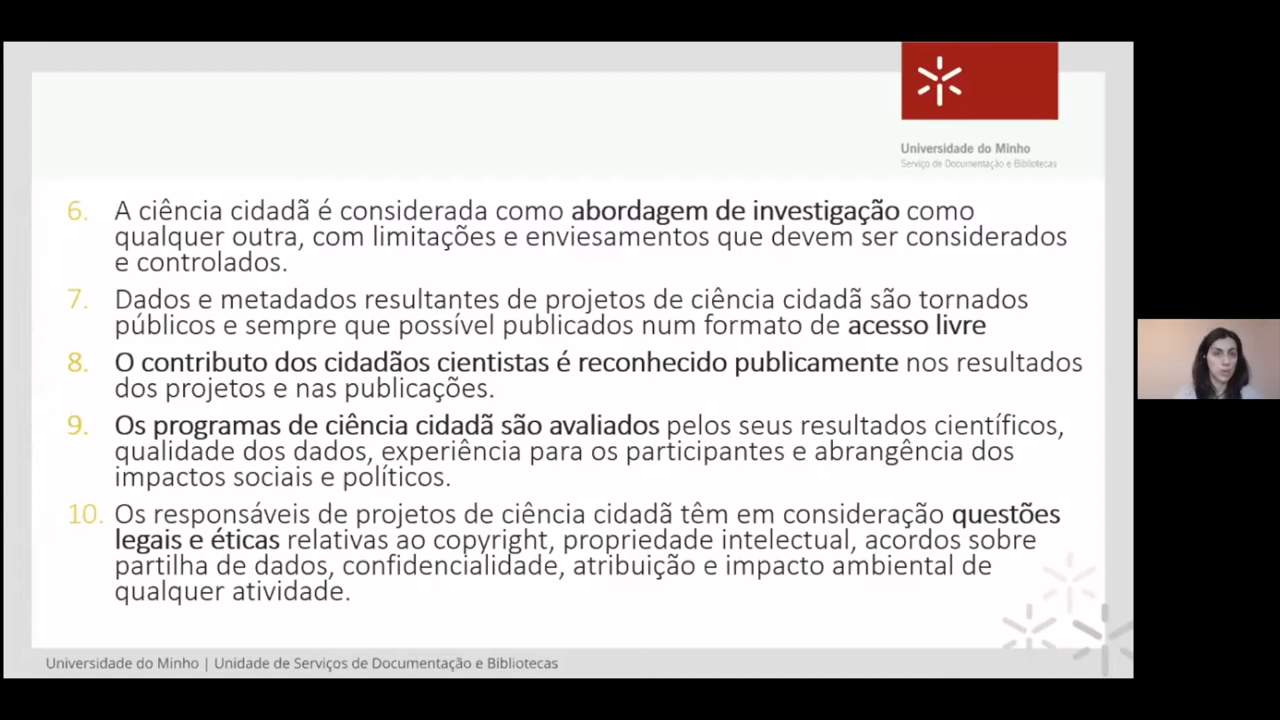 Universidade do Minho
Serviço de Documentação e Bibliotecas
6. A ciência cidadã é considerada como abordagem de investigação como
qualquer outra, com limitações e enviesamentos que devem ser considerados
e controlados.
7. Dados e metadados resultantes de projetos de ciência cidadã são tornados
públicos e sempre que possível publicados num formato de acesso livre
8. O contributo dos cidadãos cientistas é reconhecido publicamente nos resultados
dos projetos e nas publicações.
9. Os programas de ciência cidadã são avaliados pelos seus resultados científicos,
qualidade dos dados, experiência para os participantes e abrangência dos
impactos sociais e políticos.
10. Os responsáveis de projetos de ciência cidadã têm em consideração questões
legais e éticas relativas ao copyright, propriedade intelectual, acordos sobre
partilha de dados, confidencialidade, atribuição e impacto ambiental de
qualquer atividade.
Universidade do Minho | Unidade de Serviços de Documentação e Bibliotecas